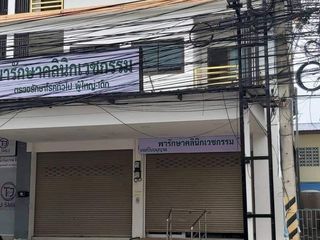 พารักษาคลินิกเวชกรรม
ตรวจรักษาโรคทั่วไป ผู้ใหญ่/เด็ก
พารักษาคลินิกเวชกรรม